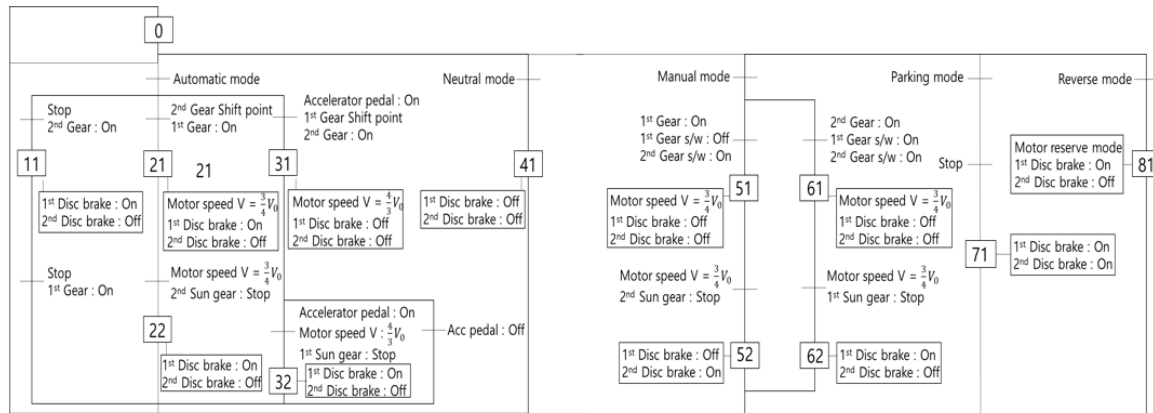 0
Automatic mode
Neutral mode
Manual mode
Parking mode
Reverse mode
Stop
2nd Gear : On
2nd Gear Shift point
1st Gear : On
Accelerator pedal : On
1st Gear Shift point
2nd Gear : On
1st Gear : On
1st Gear s/w : Off
2nd Gear s/w : On
2nd Gear : On
1st Gear s/w : On
2nd Gear s/w : On
Stop
Motor reserve mode
1st Disc brake : On
2nd Disc brake : Off
11
21
21
31
41
51
61
81
1st Disc brake : On
2nd Disc brake : Off
Motor speed V = 3/4 V0
1st Disc brake : On
2nd Disc brake : Off
Motor speed V = 4/3 V0
1st Disc brake : Off
2nd Disc brake : Off
1st Disc brake : Off
2nd Disc brake : Off
Motor speed V = 3/4 V0
1st Disc brake : Off
2nd Disc brake : Off
Motor speed V = 3/4 V0
1st Disc brake : Off
2nd Disc brake : Off
71
1st Disc brake : On
2nd Disc brake : On
Stop
1st Gear : On
Motor speed V = 3/4 V0
2nd Sun gear : Stop
Accelerator pedal : On
Motor speed V : 4/3 V0
1st Sun gear : Stop
Acc pedal : Off
Motor speed V = 3/4 V0
2nd Sun gear : Stop
Motor speed V = 3/4 V0
1st Sun gear : Stop
22
1st Disc brake : On
2nd Disc brake : Off
32
1st Disc brake : On
2nd Disc brake : Off
1st Disc brake : Off
2nd Disc brake : On
52
62
1st Disc brake : On
2nd Disc brake : Off